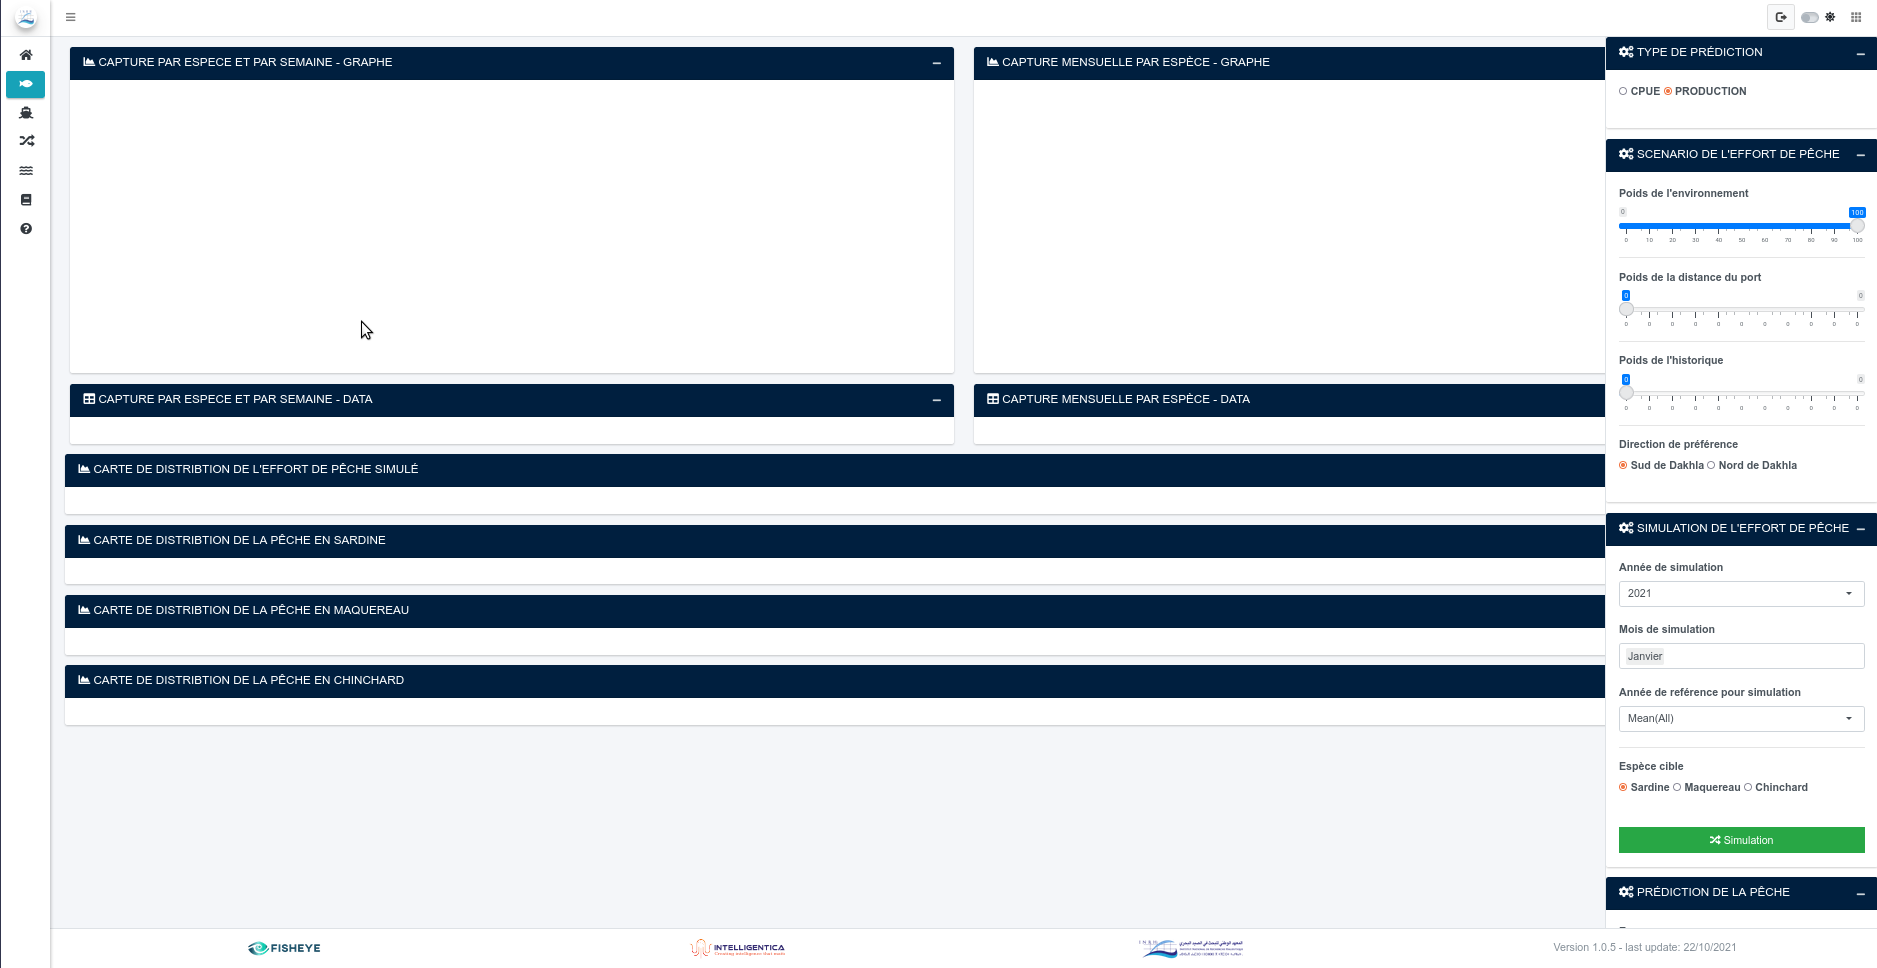 CAPTURE PAR ESPECE ET PAR SEMAINE - GRAPHE
CAPTURE MENSUELLE PAR ESPÈCE - GRAPHE
CAPTURE PAR ESPECE ET PAR SEMAINE - DATA
CAPTURE MENSUELLE PAR ESPÈCE - DATA
CARTE DE DISTRIBTION DE L'EFFORT DE PÊCHE SIMULÉ
CARTE DE DISTRIBTION DE LA PÊCHE EN SARDINE
CARTE DE DISTRIBTION DE LA PÊCHE EN MAQUEREAU
CARTE DE DISTRIBTION DE LA PÊCHE EN CHINCHARD
TYPE DE PRÉDICTION
CPUE PRODUCTION
SCENARIO DE L'EFFORT DE PÊCHE
Poids de l'environnement
0 100
0 10 20 30 40 50 60 70 80 90 100
Poids de la distance du port
0 0
0 0 0 0 0 0 0 0 0 0 0
Poids de l'historique
0 0
0 0 0 0 0 0 0 0 0 0 0
Direction de préférence
Sud de Dakhla Nord de Dakhla
SIMULATION DE L'EFFORT DE PÊCHE
Année de simulation
2021
Mois de simulation
Janvier
Année de reférence pour simulation
Mean(All)
Espèce cible
Sardine Maquereau Chinchard
Simulation
PRÉDICTION DE LA PÊCHE
FISHEYE
INTELLIGENTICA
Version 1.0.5 - last update: 22/10/2021